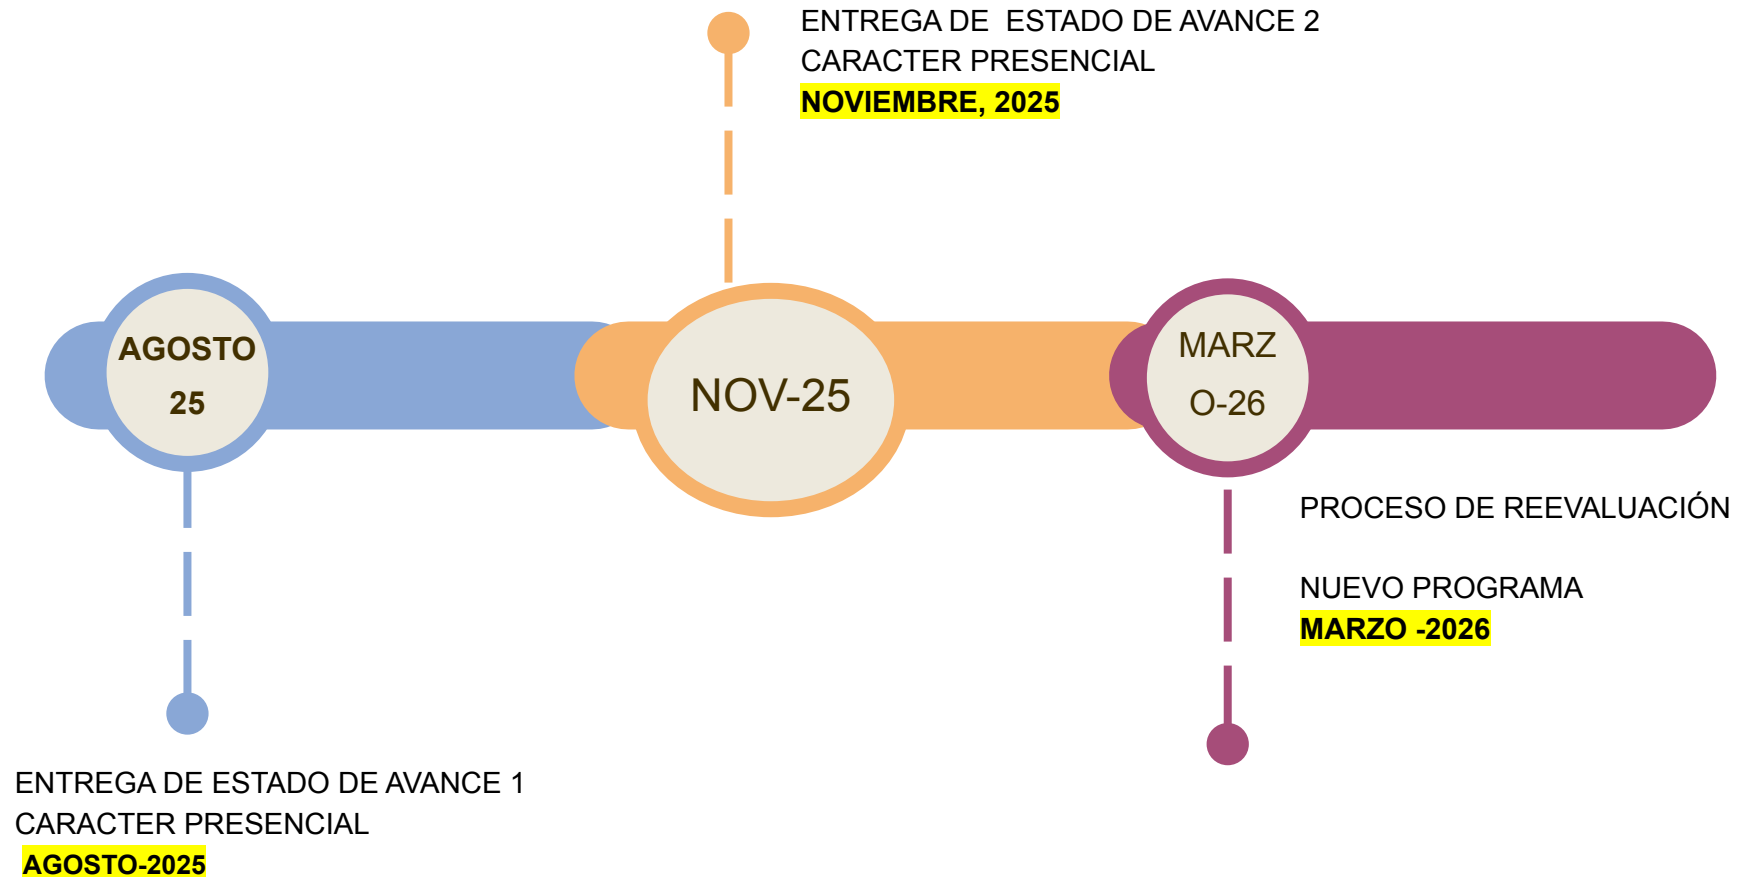 ENTREGA DE  ESTADO DE AVANCE 2
CARACTER PRESENCIAL
NOVIEMBRE, 2025
AGOSTO
25
NOV-25
MARZ
O-26
PROCESO DE REEVALUACIÓN
NUEVO PROGRAMA
MARZO -2026
ENTREGA DE ESTADO DE AVANCE 1
CARACTER PRESENCIAL
AGOSTO-2025